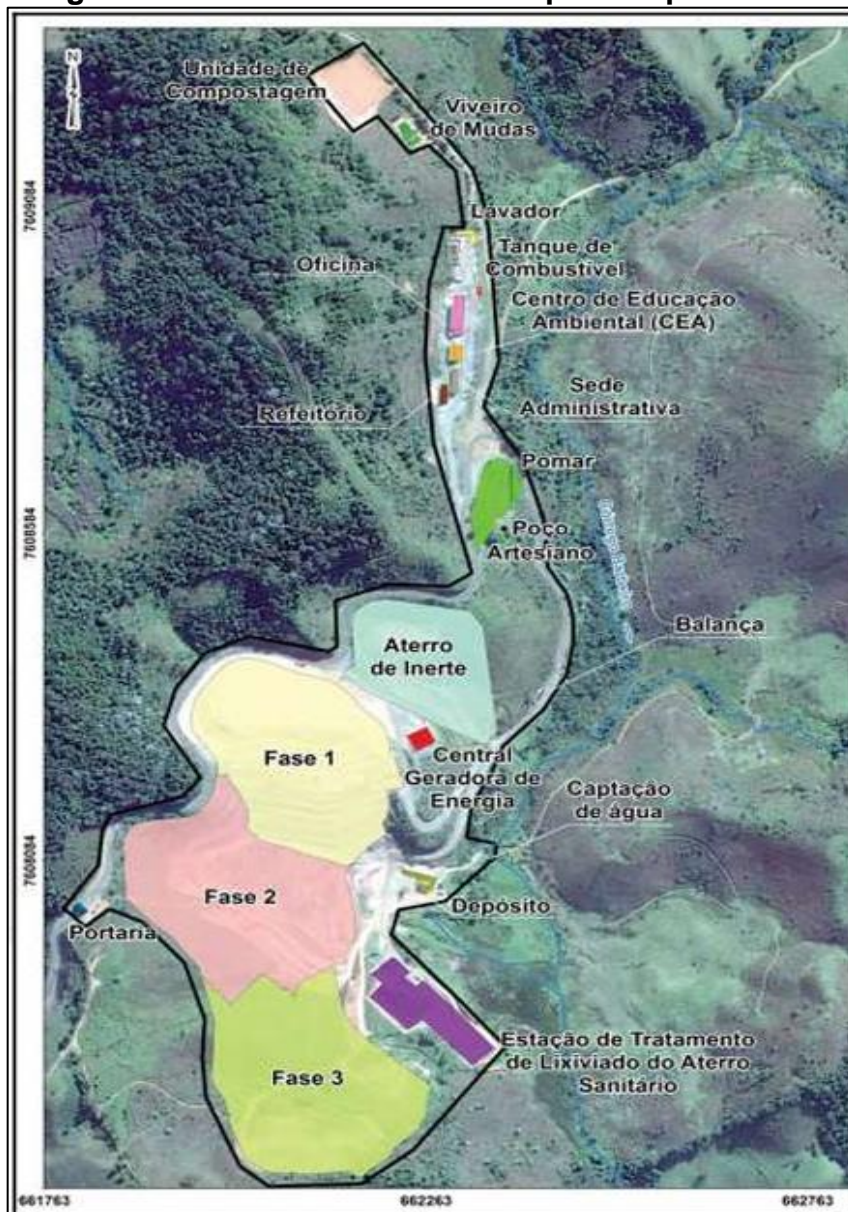 N
Unidade de
Compostagem
Viveiro
de Mudas
7609084
Lavador
Oficina
Tanque de
Combustível
Centro de Educação
Ambiental (CEA)
Refeitório
Sede
Administrativa
Pomar
7608584
Poço
Artesiano
Balança
Aterro
de Inerte
Fase 1
Central
Geradora de
Energia
Captação
de água
7608084
Fase 2
Depósito
Portaria
Estação de Tratamento
de Lixiviado do Aterro
Sanitário
Fase 3
661763
662263
662763